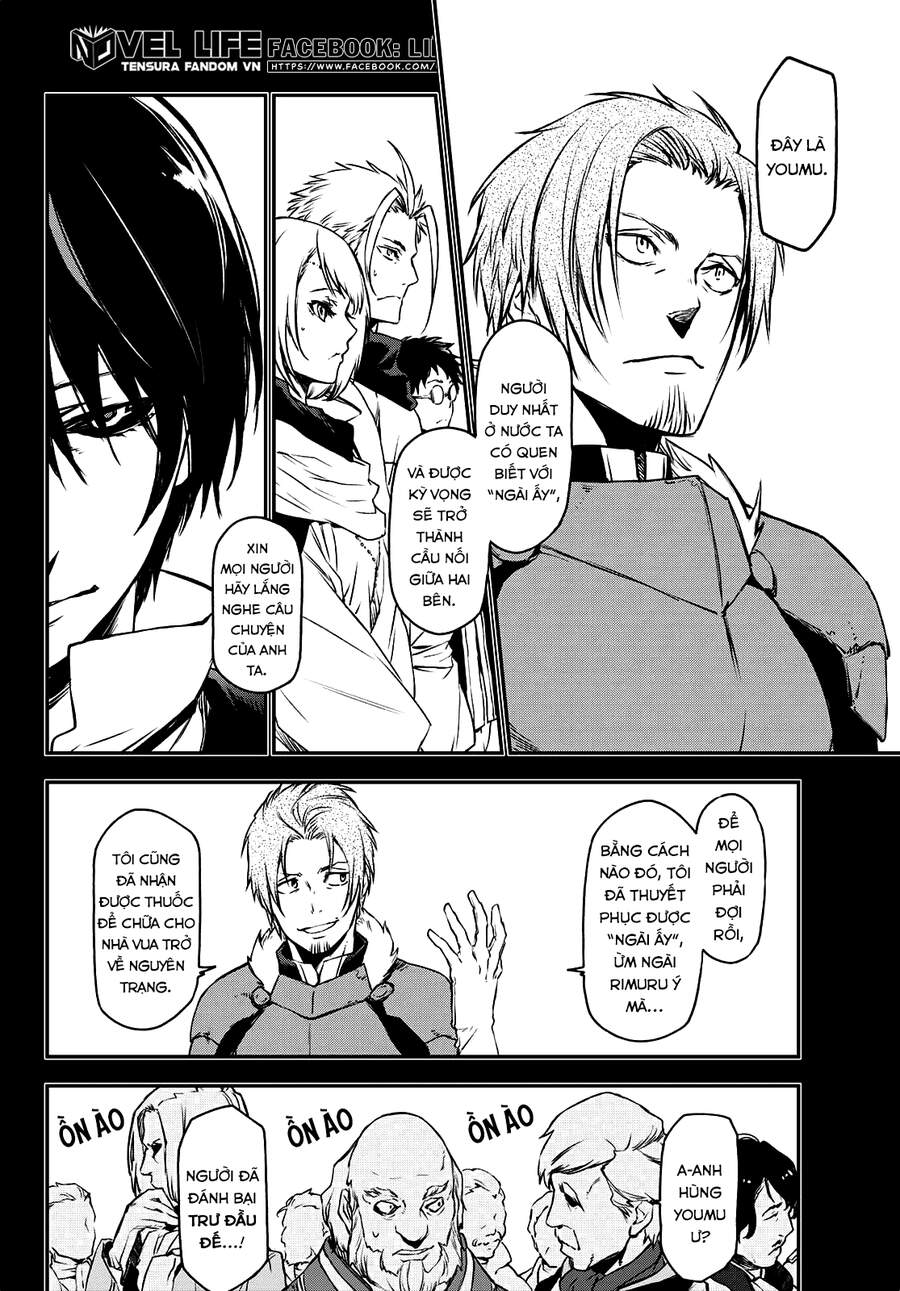 NOVEL LIFE FACEBOOK: LI
TENSURA FANDOM VN HTTPS://WWW.FACEBOOK.COM/
ĐÂY LÀ
YOUMU.
NGƯỜI
DUY NHẤT
Ở NƯỚC TA
CÓ QUEN
BIẾT VỚI
“NGÀI ẤY”,
VÀ ĐƯỢC
KỲ VỌNG
SẼ TRỞ
THÀNH
CẦU NỐI
GIỮA HAI
BÊN.
XIN
MỌI NGƯỜI
HÃY LẮNG
NGHE CÂU
CHUYỆN
CỦA ANH
TA.
ĐỂ
MỌI
NGƯỜI
PHẢI
ĐỢI
RỒI,
BẰNG CÁCH
NÀO ĐÓ, TÔI
ĐÃ THUYẾT
PHỤC ĐƯỢC
“NGÀI ẤY”,
ỪM NGÀI
RIMURU Ý
MÀ...
TÔI CŨNG
ĐÃ NHẬN
ĐƯỢC THUỐC
ĐỂ CHỮA CHO
NHÀ VUA TRỞ
VỀ NGUYÊN
TRẠNG.
A-ANH
HÙNG
YOUMU
Ư?
ỒN ÀO
ỒN ÀO
NGƯỜI ĐÃ
ĐÁNH BẠI
TRƯ ĐẦU
ĐẾ...!
ỒN ÀO